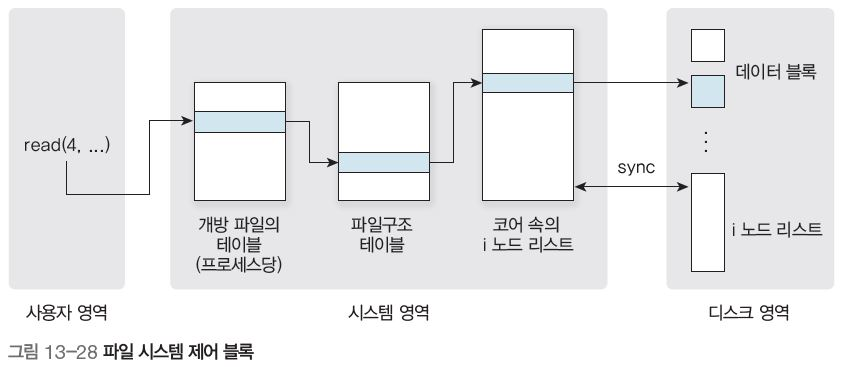 read(4, ...)
개방 파일의
테이블
(프로세스당)
파일구조
테이블
코어 속의
i 노드 리스트
sync
데이터 블록
⋮
i 노드 리스트
사용자 영역
시스템 영역
디스크 영역
그림 13-28 파일 시스템 제어 블록